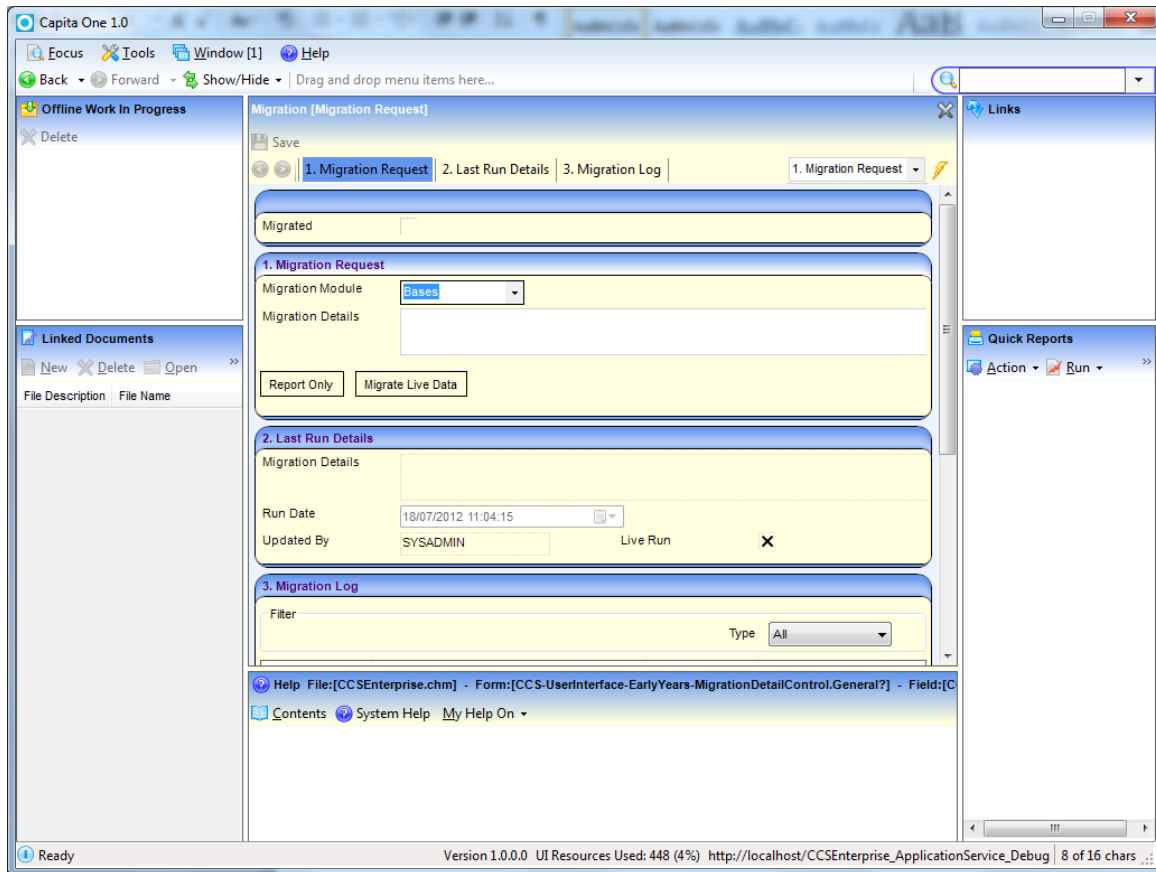 Capita One 1.0
Focus Tools Window [1] Help
Back Forward Show/Hide Drag and drop menu items here...
Offline Work In Progress
Delete
Migration [Migration Request]
Save
1. Migration Request 2. Last Run Details 3. Migration Log 1. Migration Request
Migrated
1. Migration Request
Migration Module Bases
Migration Details
Report Only Migrate Live Data
2. Last Run Details
Migration Details
Run Date 18/07/2012 11:04:15
Updated By SYSADMIN Live Run
3. Migration Log
Filter
Type All
Help File:[CCSEnterprise.chm] - Form:[CCS-UserInterface-EarlyYears-MigrationDetailControl.General?] - Field:[C
Contents System Help My Help On
Links
Linked Documents
New Delete Open »
File Description File Name
Quick Reports
Action Run »
Ready Version 1.0.0.0 UI Resources Used: 448 (4%) http://localhost/CCSEnterprise_ApplicationService_Debug 8 of 16 chars